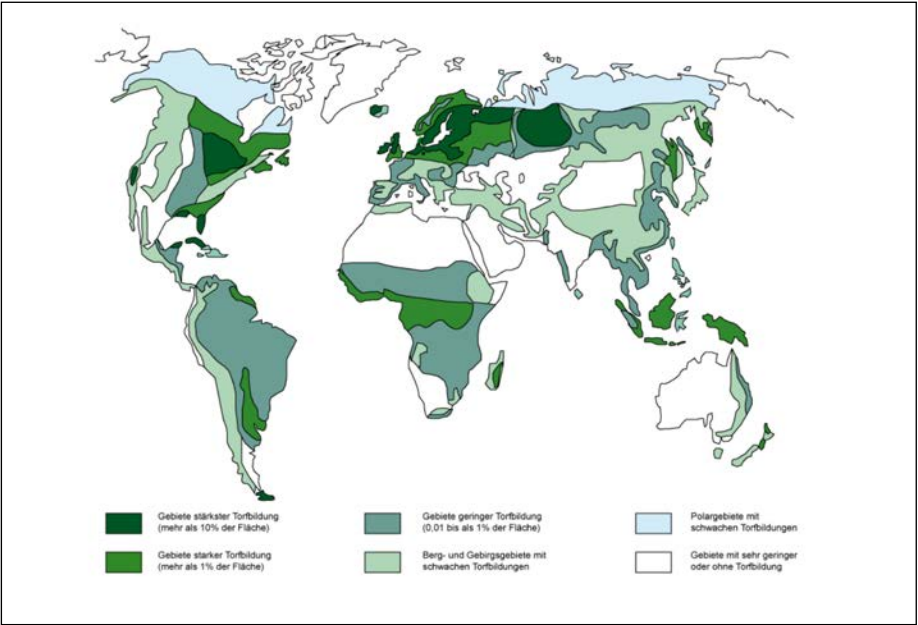 Gebiete stärkster Torfbildung
(mehr als 10% der Fläche)
Gebiete starker Torfbildung
(mehr als 1% der Fläche)
Gebiete geringer Torfbildung
(0,01 bis als 1% der Fläche)
Berg- und Gebirgsgebiete mit
schwachen Torfbildungen
Polargebiete mit
schwachen Torfbildungen
Gebiete mit sehr geringer
oder ohne Torfbildung